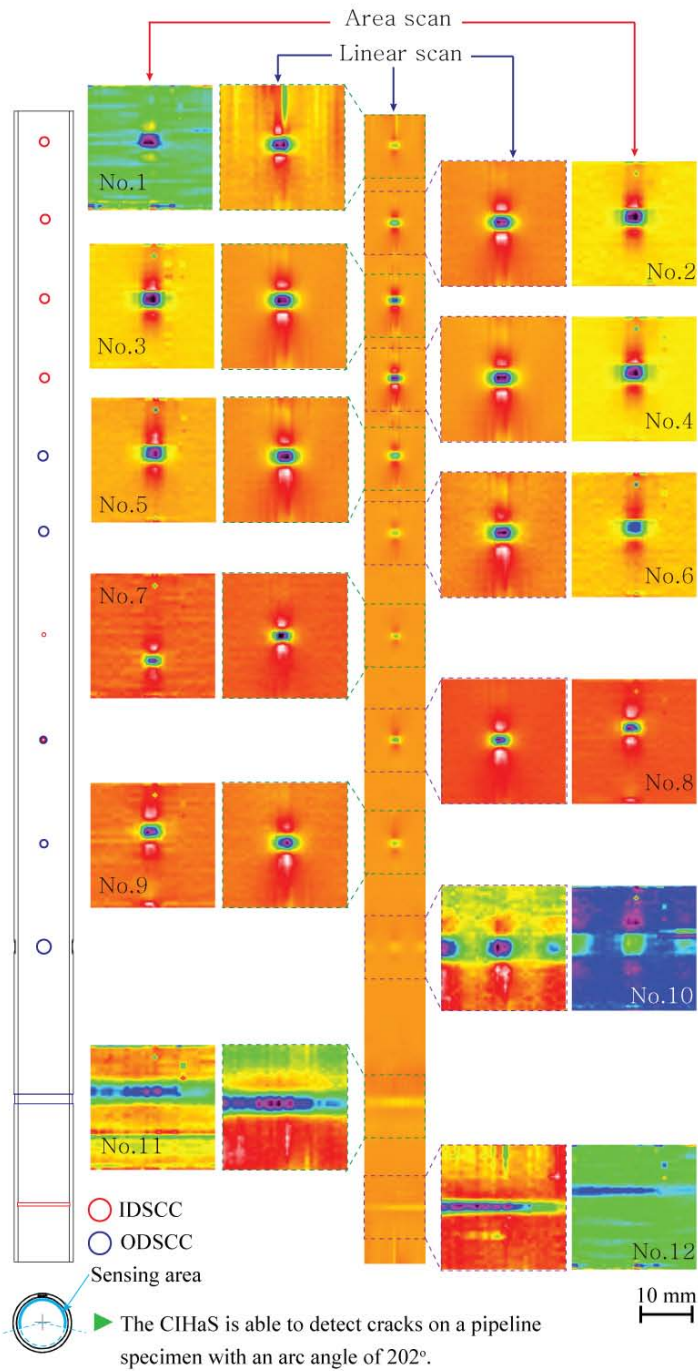 Area scan
Linear scan
No.1
No.2
No.3
No.4
No.5
No.6
No.7
No.8
No.9
No.10
No.11
No.12
IDSCC
ODSCC
Sensing area
10 mm
The CIHaS is able to detect cracks on a pipeline
specimen with an arc angle of 202°.